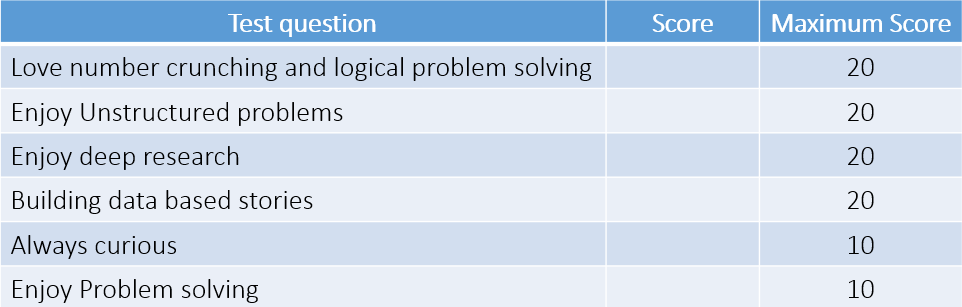 Test question Score Maximum Score
Love number crunching and logical problem solving 20
Enjoy Unstructured problems 20
Enjoy deep research 20
Building data based stories 20
Always curious 10
Enjoy Problem solving 10